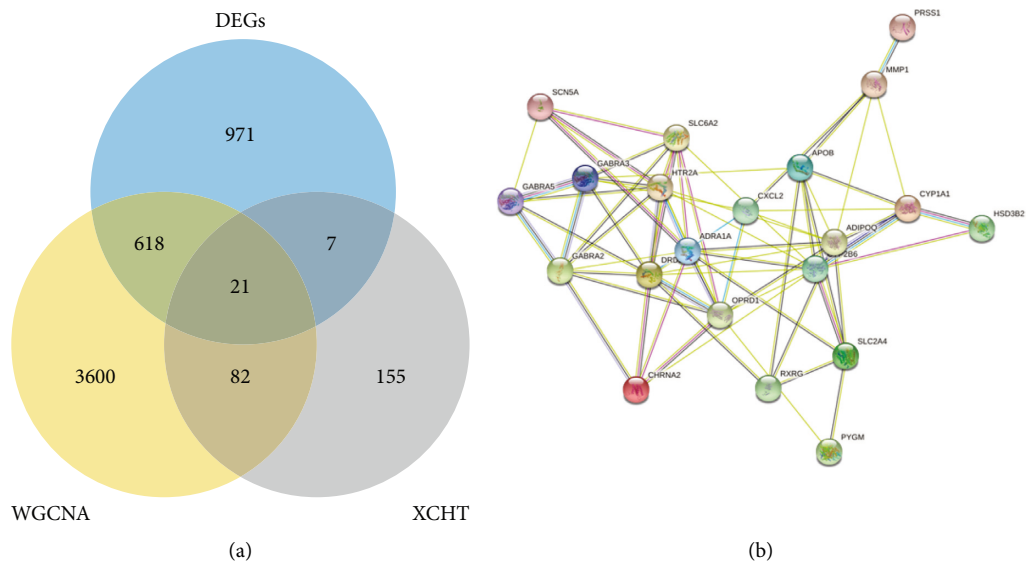 DEGs
971
618
7
21
3600
82
155
WGCNA
XCHT
(a)
PRSS1
MMP1
SCN5A
SLC6A2
APOB
GABRA3
HTR2A
GABRA5
CXCL2
CYP1A1
HSD3B2
ADIPOQ
ADRA1A
GABRA2
OPRD1
SLC2A4
CHRNA2
RXRG
PYGM
(b)